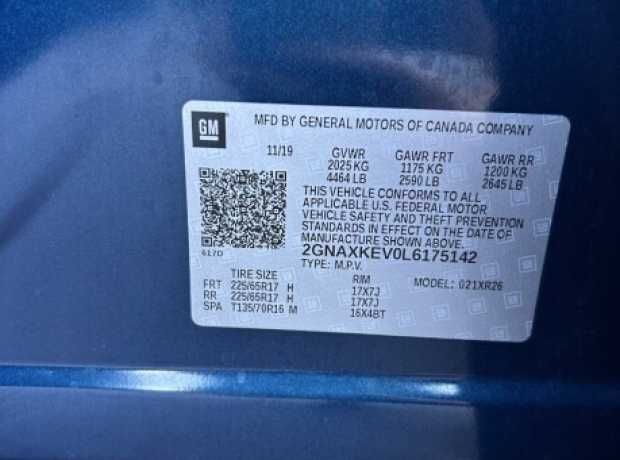 GM MFD BY GENERAL MOTORS OF CANADA COMPANY
11/19 GVWR GAWR FRT GAWR RR
2025 KG 1175 KG 1200 KG
4464 LB 2590 LB 2645 LB
THIS VEHICLE CONFORMS TO ALL
APPLICABLE U.S. FEDERAL MOTOR
VEHICLE SAFETY AND THEFT PREVENTION
STANDARDS IN EFFECT ON THE DATE OF
MANUFACTURE SHOWN ABOVE.
617D 2GNAXKEV0L6175142
TYPE: M.P.V.
TIRE SIZE RIM MODEL: 021XR26
FRT 225/65R17 H 17X7J
RR 225/65R17 H 17X7J
SPA T135/70R16 M 16X4BT